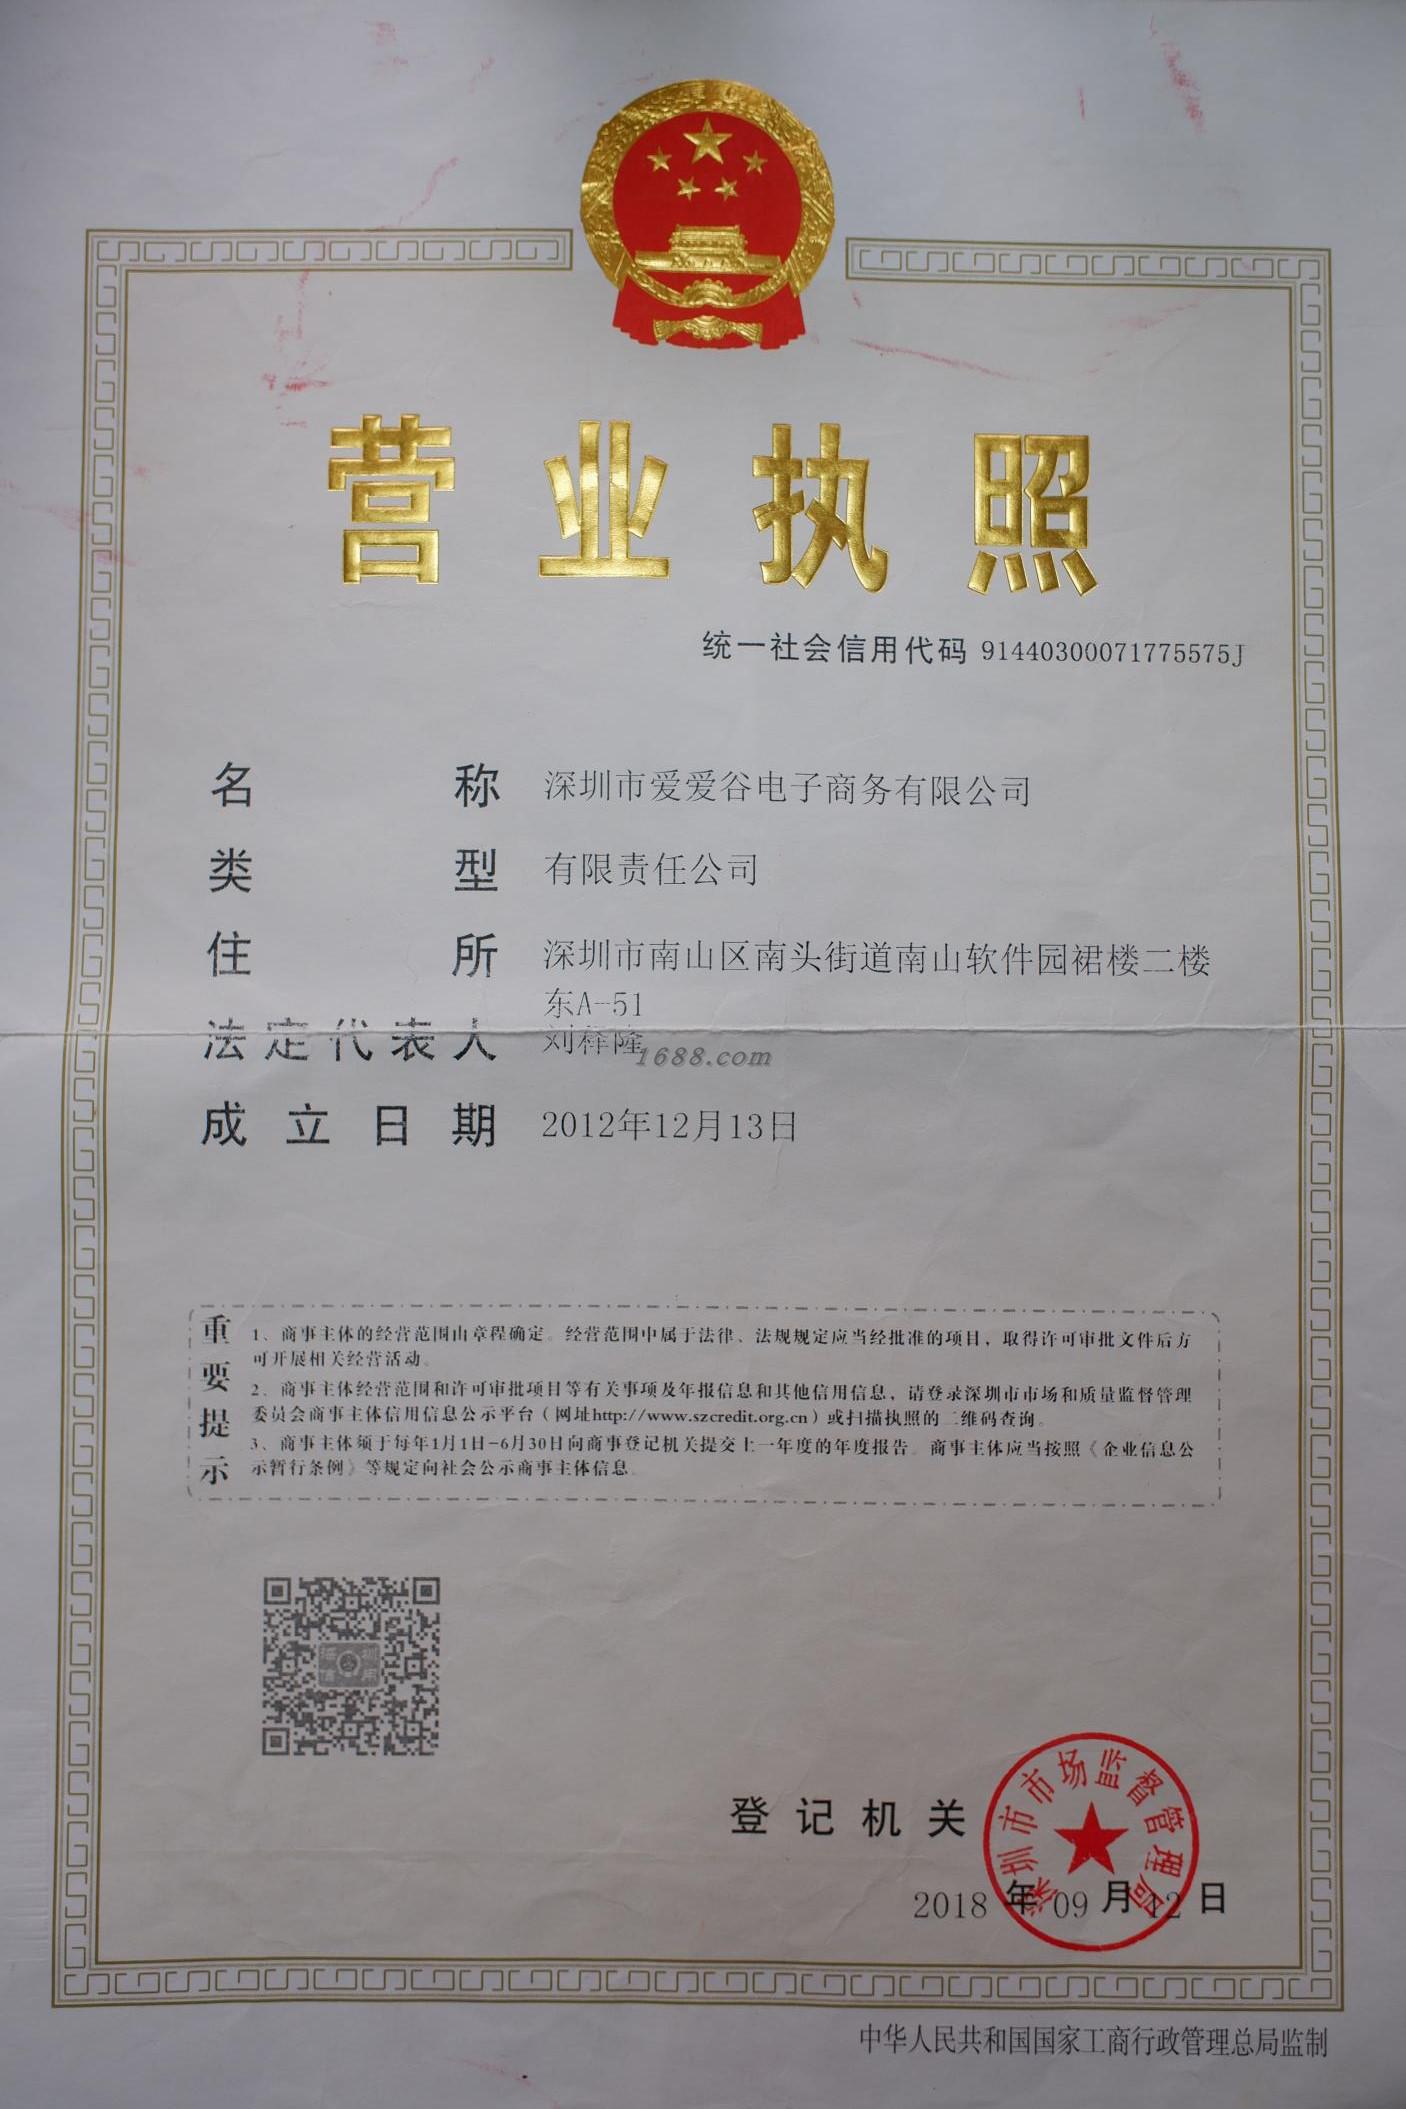 营业执照
统一社会信用代码 91440300071775575J
名称 深圳市爱爱谷电子商务有限公司
类型 有限责任公司
住所 深圳市南山区南头街道南山软件园裙楼二楼
东A-51
法定代表人 刘释隆
1688.com
成立日期 2012年12月13日
重要提示
1、商事主体的经营范围由章程确定。经营范围中属于法律、法规规定应当经批准的项目，取得许可审批文件后方
可开展相关经营活动。
2、商事主体经营范围和许可审批项目等有关事项及年报信息和其他信用信息，请登录深圳市市场和质量监督管理
委员会商事主体信用信息公示平台（网址http://www.szcredit.org.cn）或扫描执照的二维码查询。
3、商事主体须于每年1月1日-6月30日向商事登记机关提交上一年度的年度报告。商事主体应当按照《企业信息公
示暂行条例》等规定向社会公示商事主体信息。
深圳
信用
登记机关
深圳市市场监督管理局
2018 年 09 月 12 日
中华人民共和国国家工商行政管理总局监制